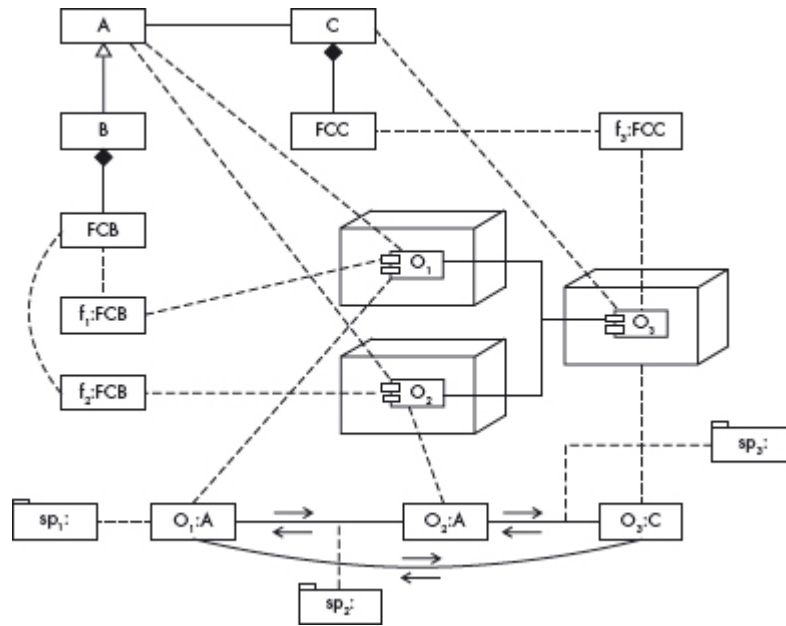 A
C
B
FCC
f₃:FCC
FCB
O₁
f₁:FCB
O₃
f₂:FCB
O₂
sp₃:
sp₁:
O₁:A
O₂:A
O₃:C
sp₂: